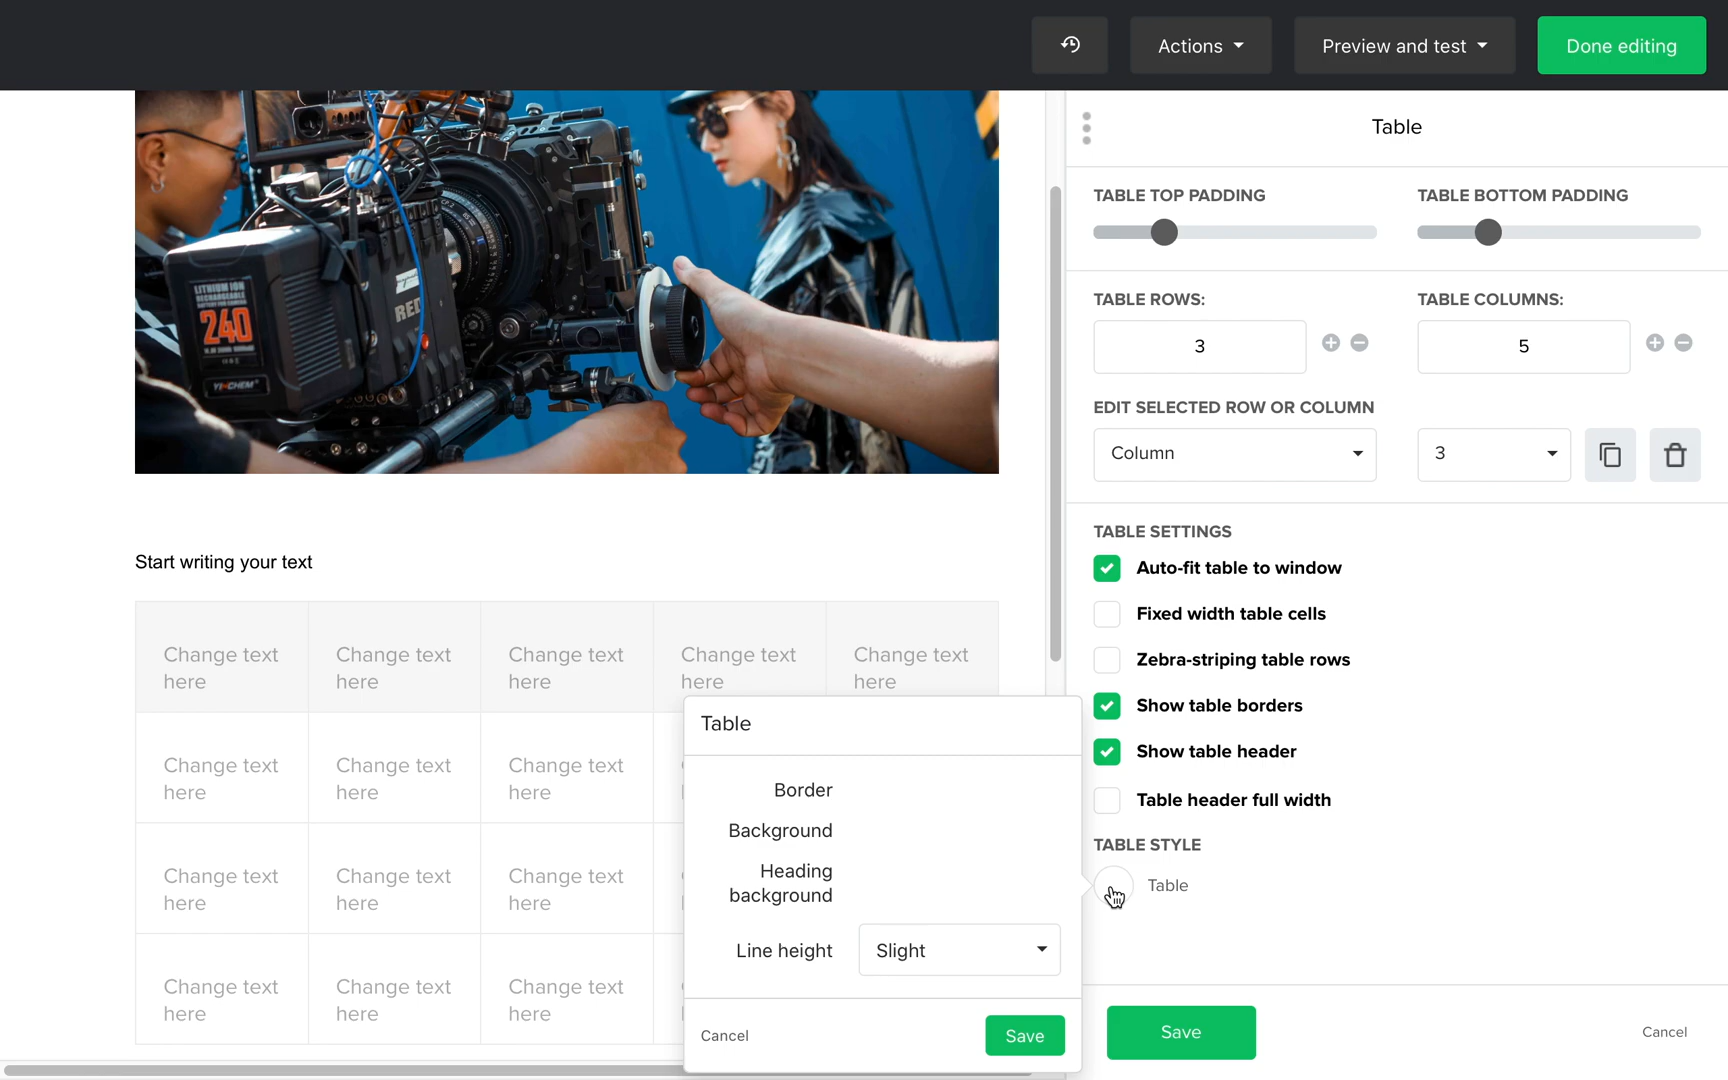 Actions
Preview and test
Done editing
LITHIUM ION
RECHARGEABLE
BATTERY FOR CAMERA
240
RED
Table
TABLE TOP PADDING
TABLE BOTTOM PADDING
TABLE ROWS:
TABLE COLUMNS:
3
5
EDIT SELECTED ROW OR COLUMN
Column
3
TABLE SETTINGS
Auto-fit table to window
Fixed width table cells
Zebra-striping table rows
Show table borders
Show table header
Table header full width
TABLE STYLE
Table
Save
Cancel
Start writing your text
Change text
here
Change text
here
Change text
here
Change text
here
Change text
here
Change text
here
Change text
here
Change text
here
Change text
here
Change text
here
Change text
here
Change text
here
Change text
here
Change text
here
Table
Border
Background
Heading
background
Line height
Slight
Cancel
Save